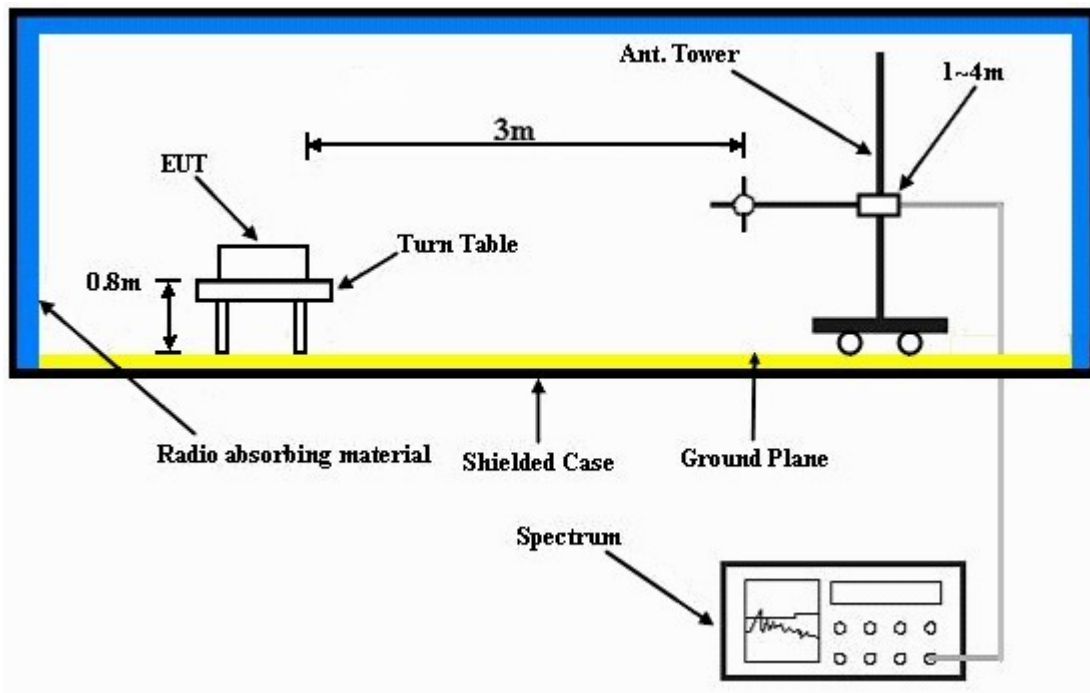 Ant. Tower
1~4m
3m
EUT
Turn Table
0.8m
Radio absorbing material
Shielded Case
Ground Plane
Spectrum